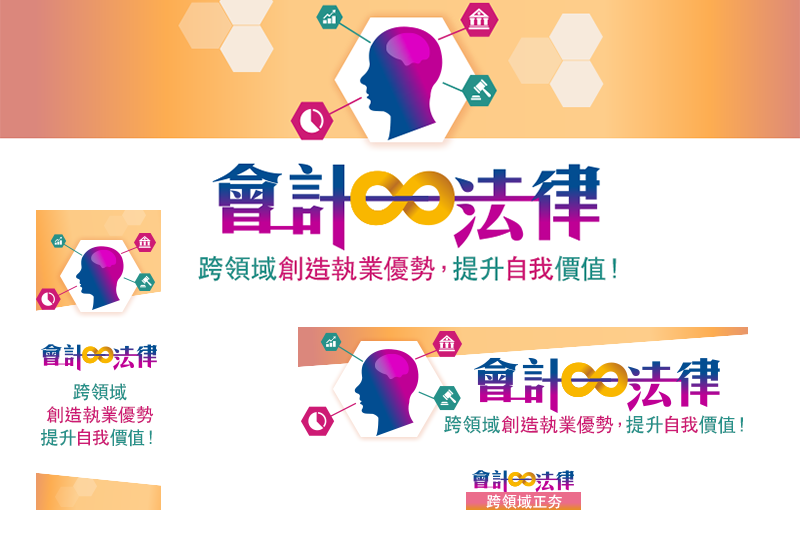 會計∞法律
跨領域創造執業優勢，提升自我價值！
會計∞法律
跨領域
創造執業優勢
提升自我價值！
會計∞法律
跨領域創造執業優勢，提升自我價值！
會計∞法律
跨領域正夯